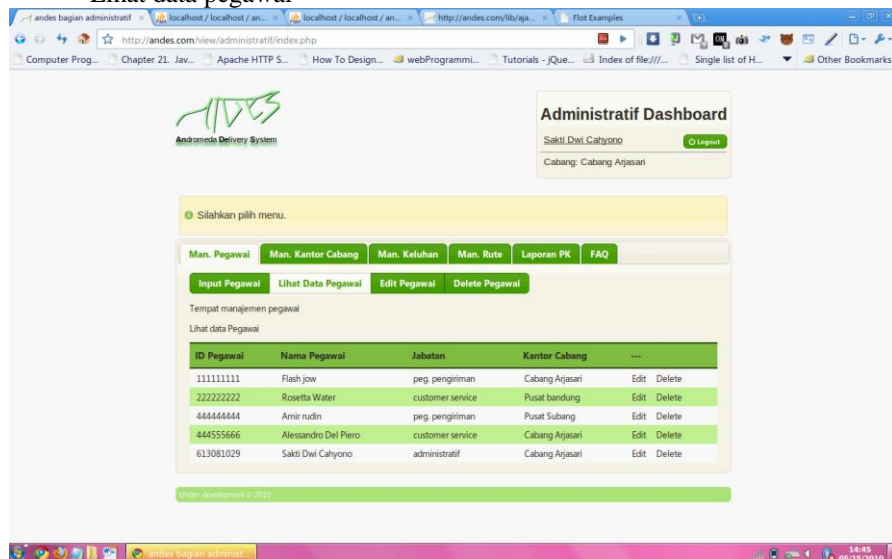 Lihat data pegawai
andes bagian administratif
localhost / localhost / an...
localhost / localhost / an...
http://andes.com/lib/aja...
Flot Examples
http://andes.com/view/administratif/index.php
Computer Prog...
Chapter 21. Jav...
Apache HTTP S...
How To Design...
webProgrammi...
Tutorials - jQue...
Index of file:///...
Single list of H...
Other Bookmarks
ANDES
Andromeda Delivery System
Administratif Dashboard
Sakti Dwi Cahyono
Logout
Cabang: Cabang Arjasari
Silahkan pilih menu.
Man. Pegawai Man. Kantor Cabang Man. Keluhan Man. Rute Laporan PK FAQ
Input Pegawai Lihat Data Pegawai Edit Pegawai Delete Pegawai
Tempat manajemen pegawai
Lihat data Pegawai
ID Pegawai Nama Pegawai Jabatan Kantor Cabang ---
111111111 Flash jow peg. pengiriman Cabang Arjasari Edit Delete
222222222 Rosetta Water customer service Pusat bandung Edit Delete
444444444 Amir rudin peg. pengiriman Pusat Subang Edit Delete
444555666 Alessandro Del Piero customer service Cabang Arjasari Edit Delete
613081029 Sakti Dwi Cahyono administratif Cabang Arjasari Edit Delete
Under development © 2010
andes bagian administ...
14:45
06/15/2010